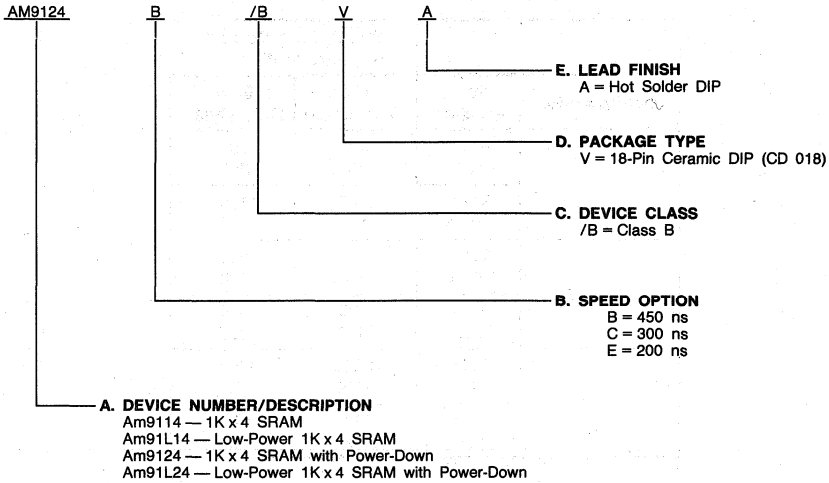 AM9124 B /B V A
E. LEAD FINISH
A = Hot Solder DIP
D. PACKAGE TYPE
V = 18-Pin Ceramic DIP (CD 018)
C. DEVICE CLASS
/B = Class B
B. SPEED OPTION
B = 450 ns
C = 300 ns
E = 200 ns
A. DEVICE NUMBER/DESCRIPTION
Am9114 — 1K x 4 SRAM
Am91L14 — Low-Power 1K x 4 SRAM
Am9124 — 1K x 4 SRAM with Power-Down
Am91L24 — Low-Power 1K x 4 SRAM with Power-Down